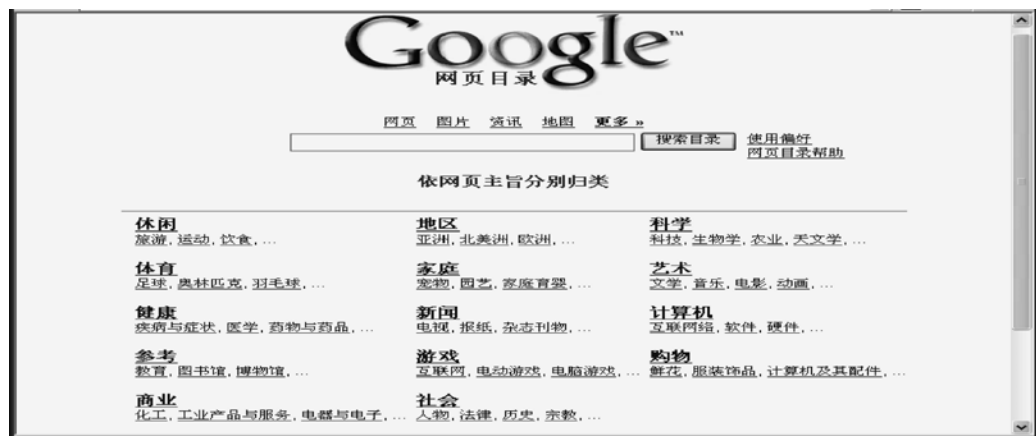 Google™
网页目录
网页 图片 资讯 地图 更多 »
搜索目录 使用偏好
网页目录帮助
依网页主旨分别归类
休闲 地区 科学
旅游, 运动, 饮食, ... 亚洲, 北美洲, 欧洲, ... 科技, 生物学, 农业, 天文学, ...
体育 家庭 艺术
足球, 奥林匹克, 羽毛球, ... 宠物, 园艺, 家庭育婴, ... 文学, 音乐, 电影, 动画, ...
健康 新闻 计算机
疾病与症状, 医学, 药物与药品, ... 电视, 报纸, 杂志刊物, ... 互联网络, 软件, 硬件, ...
参考 游戏 购物
教育, 图书馆, 博物馆, ... 互联网, 电动游戏, 电脑游戏, ... 鲜花, 服装饰品, 计算机及其配件, ...
商业 社会
化工, 工业产品与服务, 电器与电子, ... 人物, 法律, 历史, 宗教, ...